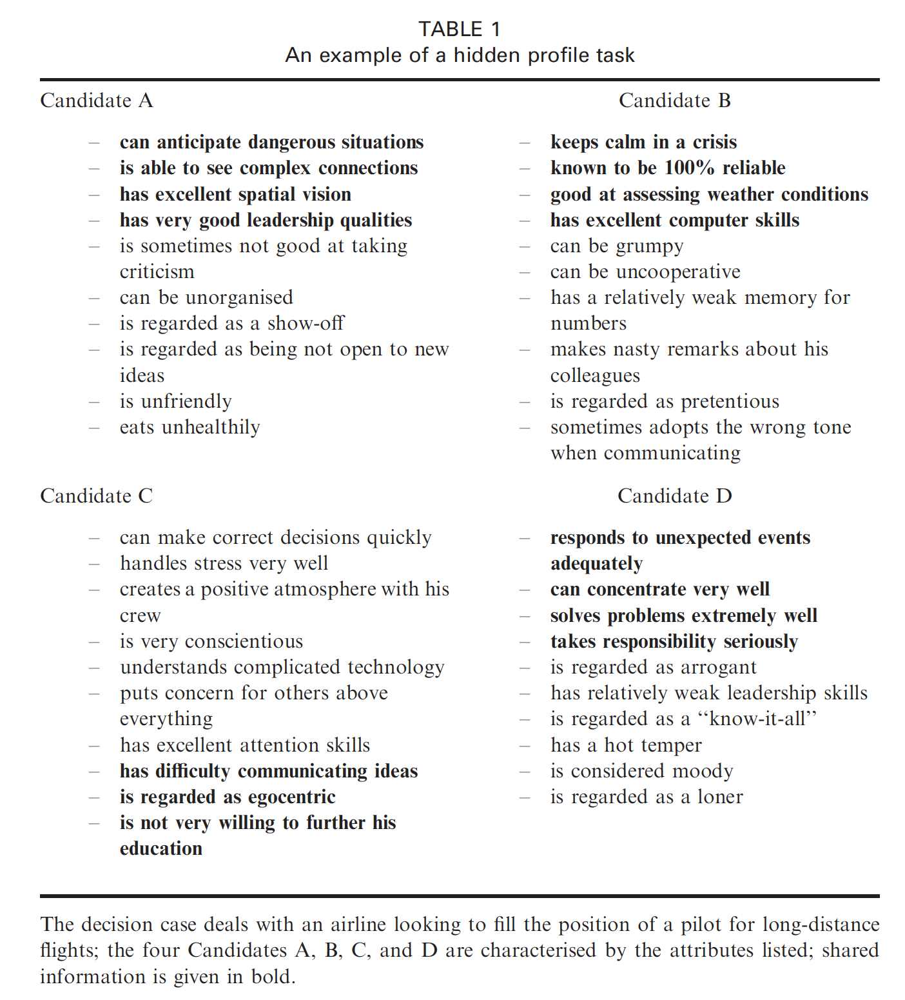 TABLE 1
An example of a hidden profile task
Candidate A
– can anticipate dangerous situations
– is able to see complex connections
– has excellent spatial vision
– has very good leadership qualities
– is sometimes not good at taking
criticism
– can be unorganised
– is regarded as a show-off
– is regarded as being not open to new
ideas
– is unfriendly
– eats unhealthily
Candidate B
– keeps calm in a crisis
– known to be 100% reliable
– good at assessing weather conditions
– has excellent computer skills
– can be grumpy
– can be uncooperative
– has a relatively weak memory for
numbers
– makes nasty remarks about his
colleagues
– is regarded as pretentious
– sometimes adopts the wrong tone
when communicating
Candidate C
– can make correct decisions quickly
– handles stress very well
– creates a positive atmosphere with his
crew
– is very conscientious
– understands complicated technology
– puts concern for others above
everything
– has excellent attention skills
– has difficulty communicating ideas
– is regarded as egocentric
– is not very willing to further his
education
Candidate D
– responds to unexpected events
adequately
– can concentrate very well
– solves problems extremely well
– takes responsibility seriously
– is regarded as arrogant
– has relatively weak leadership skills
– is regarded as a “know-it-all”
– has a hot temper
– is considered moody
– is regarded as a loner
The decision case deals with an airline looking to fill the position of a pilot for long-distance
flights; the four Candidates A, B, C, and D are characterised by the attributes listed; shared
information is given in bold.